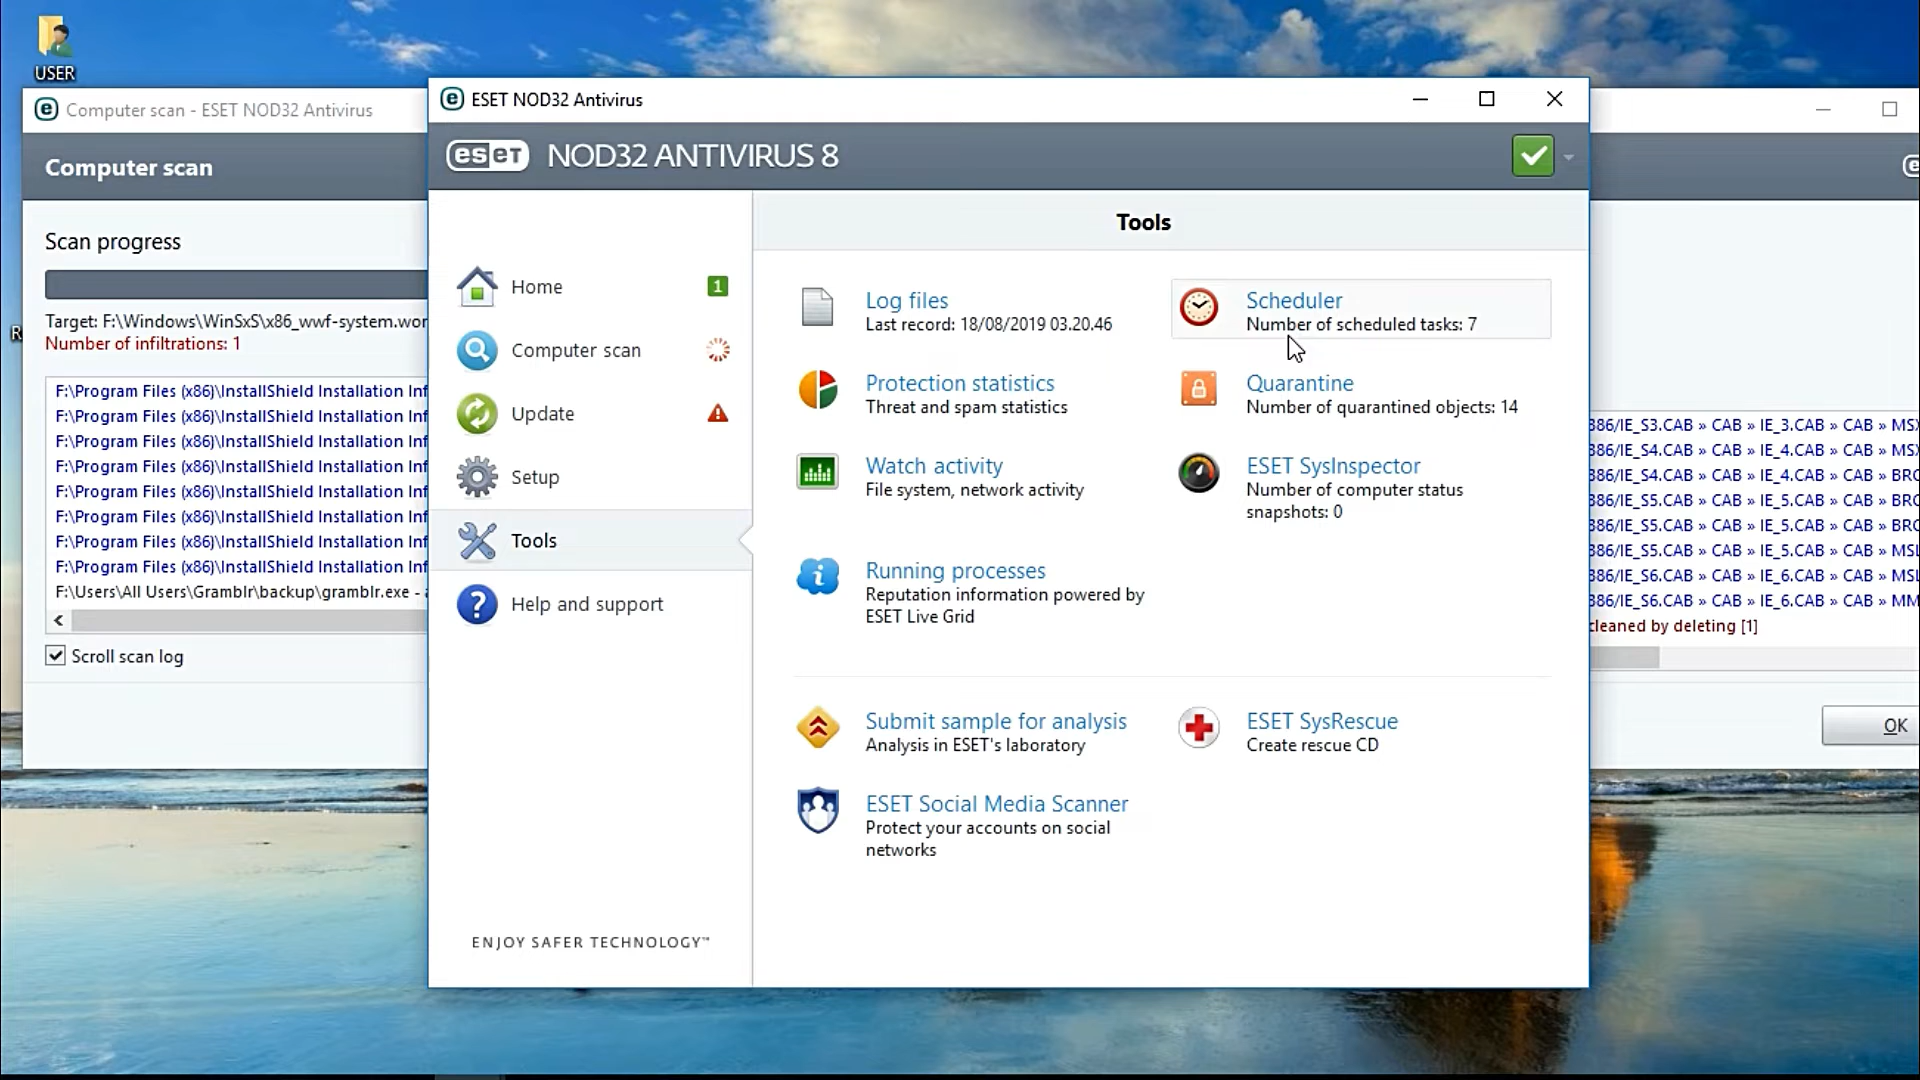 USER
Computer scan - ESET NOD32 Antivirus
Computer scan
Scan progress
Target: F:\Windows\WinSxS\x86_wwf-system.wor
Number of infiltrations: 1
F:\Program Files (x86)\InstallShield Installation Inf
F:\Program Files (x86)\InstallShield Installation Inf
F:\Program Files (x86)\InstallShield Installation Inf
F:\Program Files (x86)\InstallShield Installation Inf
F:\Program Files (x86)\InstallShield Installation Inf
F:\Program Files (x86)\InstallShield Installation Inf
F:\Program Files (x86)\InstallShield Installation Inf
F:\Program Files (x86)\InstallShield Installation Inf
F:\Users\All Users\Gramblr\backup\gramblr.exe -
Scroll scan log
ESET NOD32 Antivirus
eset NOD32 ANTIVIRUS 8
Home 1
Computer scan
Update
Setup
Tools
Help and support
ENJOY SAFER TECHNOLOGY™
Tools
Log files
Last record: 18/08/2019 03.20.46
Scheduler
Number of scheduled tasks: 7
Protection statistics
Threat and spam statistics
Quarantine
Number of quarantined objects: 14
Watch activity
File system, network activity
ESET SysInspector
Number of computer status
snapshots: 0
Running processes
Reputation information powered by
ESET Live Grid
Submit sample for analysis
Analysis in ESET's laboratory
ESET SysRescue
Create rescue CD
ESET Social Media Scanner
Protect your accounts on social
networks
386/IE_S3.CAB » CAB » IE_3.CAB » CAB » MS
386/IE_S4.CAB » CAB » IE_4.CAB » CAB » MS
386/IE_S4.CAB » CAB » IE_4.CAB » CAB » BRO
386/IE_S5.CAB » CAB » IE_5.CAB » CAB » BRO
386/IE_S5.CAB » CAB » IE_5.CAB » CAB » BRO
386/IE_S5.CAB » CAB » IE_5.CAB » CAB » MSL
386/IE_S6.CAB » CAB » IE_6.CAB » CAB » MSL
386/IE_S6.CAB » CAB » IE_6.CAB » CAB » MM
cleaned by deleting [1]
OK